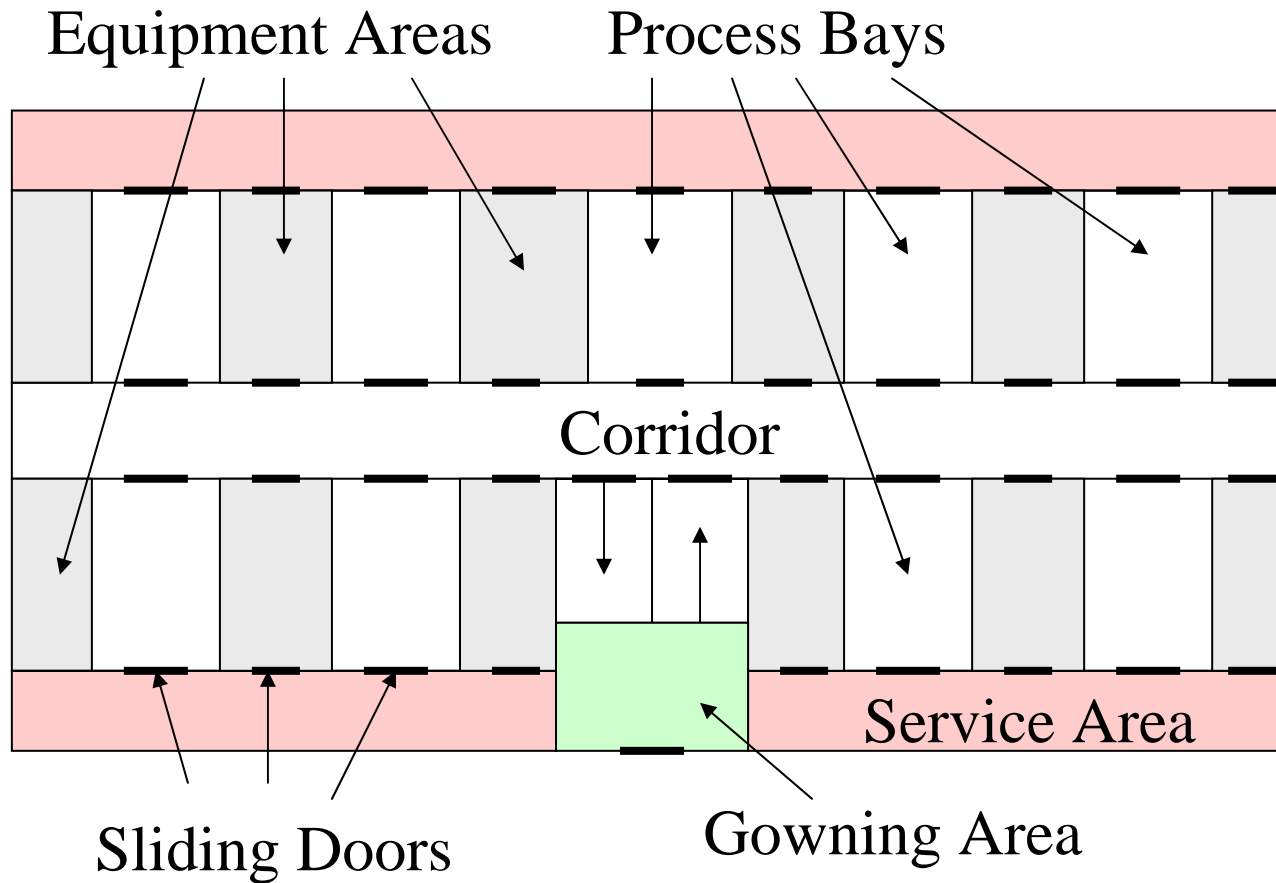 Equipment Areas
Process Bays
Corridor
Service Area
Gowning Area
Sliding Doors